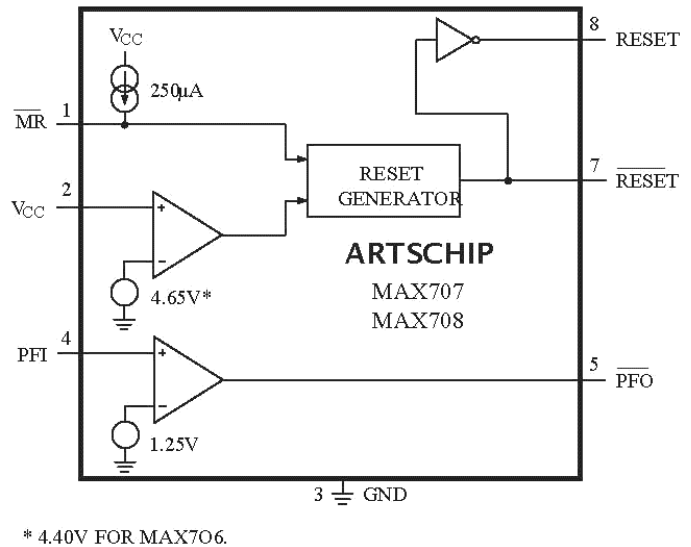 VCC
8
RESET
250µA
1
MR
RESET
GENERATOR
7
RESET
2
VCC
ARTSCHIP
4.65V*
MAX707
MAX708
4
PFI
5
PFO
1.25V
3 GND
* 4.40V FOR MAX7O6.